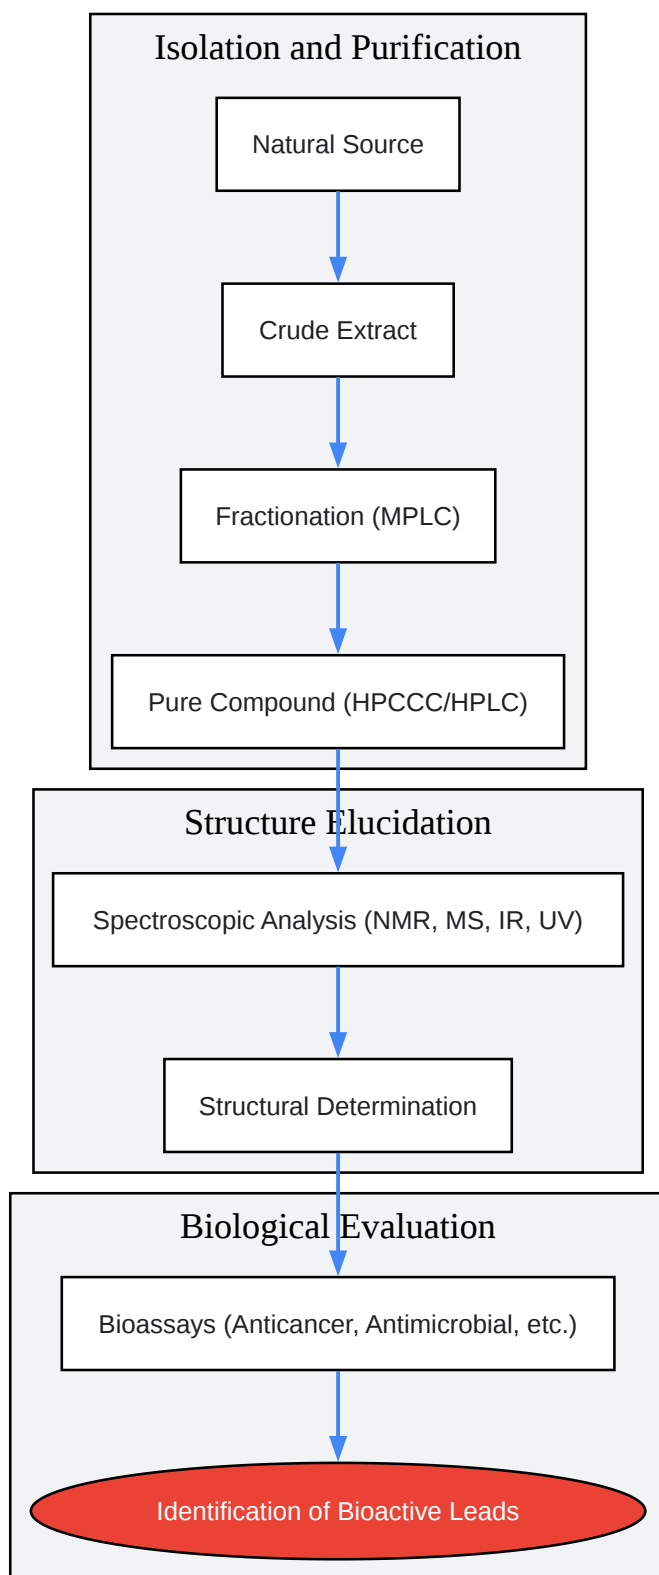 Isolation and Purification
Natural Source
Crude Extract
Fractionation (MPLC)
Pure Compound (HPCCC/HPLC)
Structure Elucidation
Spectroscopic Analysis (NMR, MS, IR, UV)
Structural Determination
Biological Evaluation
Bioassays (Anticancer, Antimicrobial, etc.)
Identification of Bioactive Leads